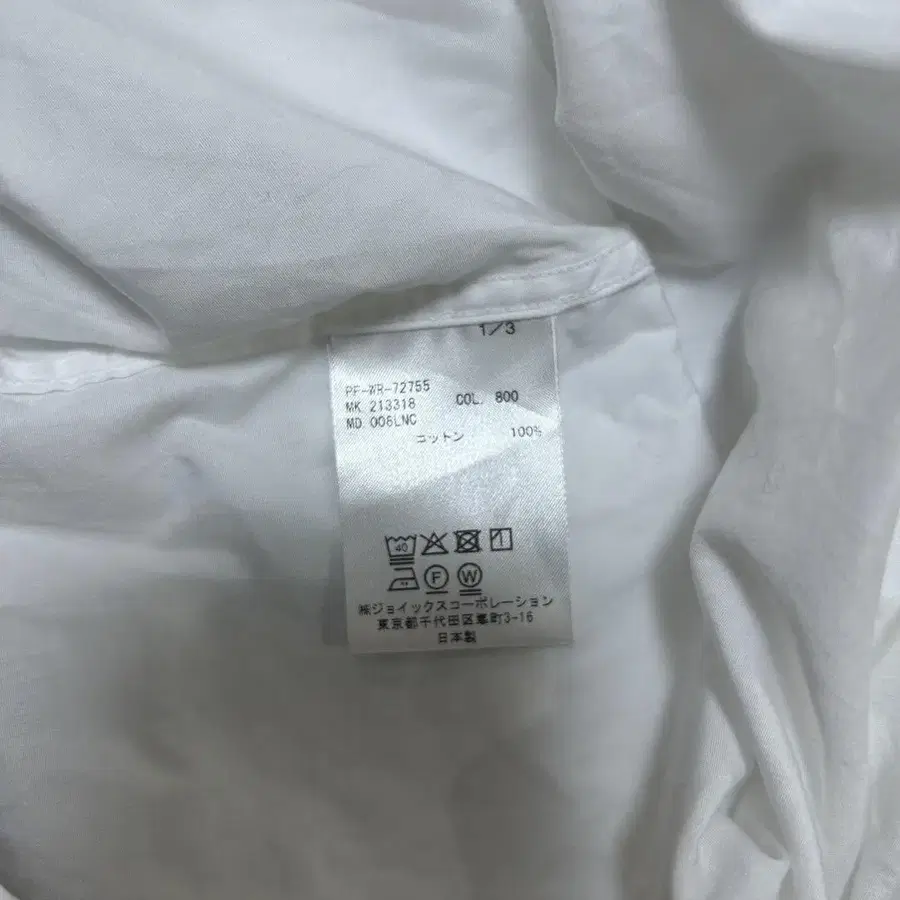 1/3
PF-WR-72755
MK. 213318 COL. 800
MD. 006LNC
コットン 100%
40
F W
㈱ジョイックスコーポレーション
東京都千代田区麹町3-16
日本製